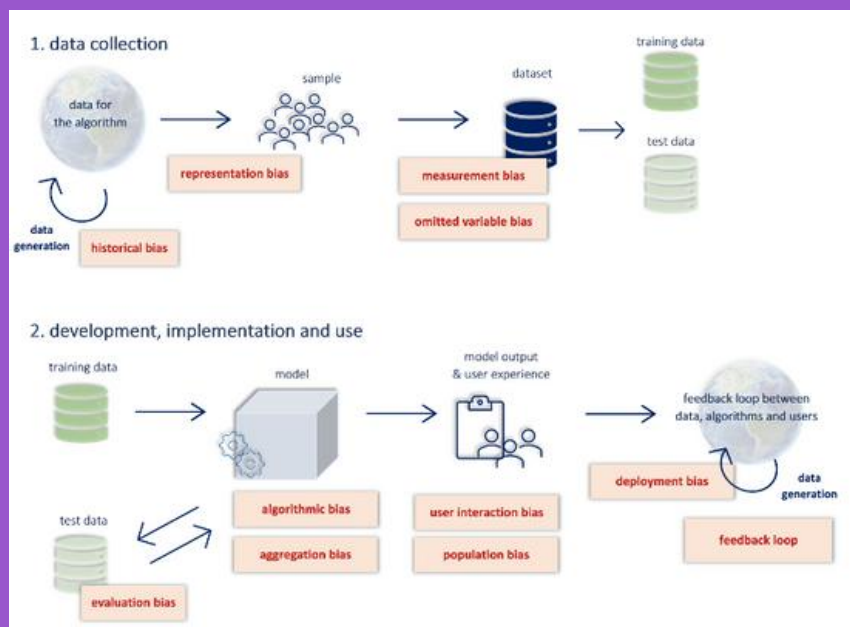 1. data collection
data for
the algorithm
sample
dataset
training data
test data
representation bias
measurement bias
omitted variable bias
data
generation
historical bias
2. development, implementation and use
training data
model
model output
& user experience
feedback loop between
data, algorithms and users
data
generation
deployment bias
algorithmic bias
user interaction bias
test data
aggregation bias
population bias
feedback loop
evaluation bias